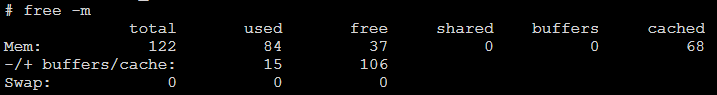 # free -m
total used free shared buffers cached
Mem: 122 84 37 0 0 68
-/+ buffers/cache: 15 106
Swap: 0 0 0